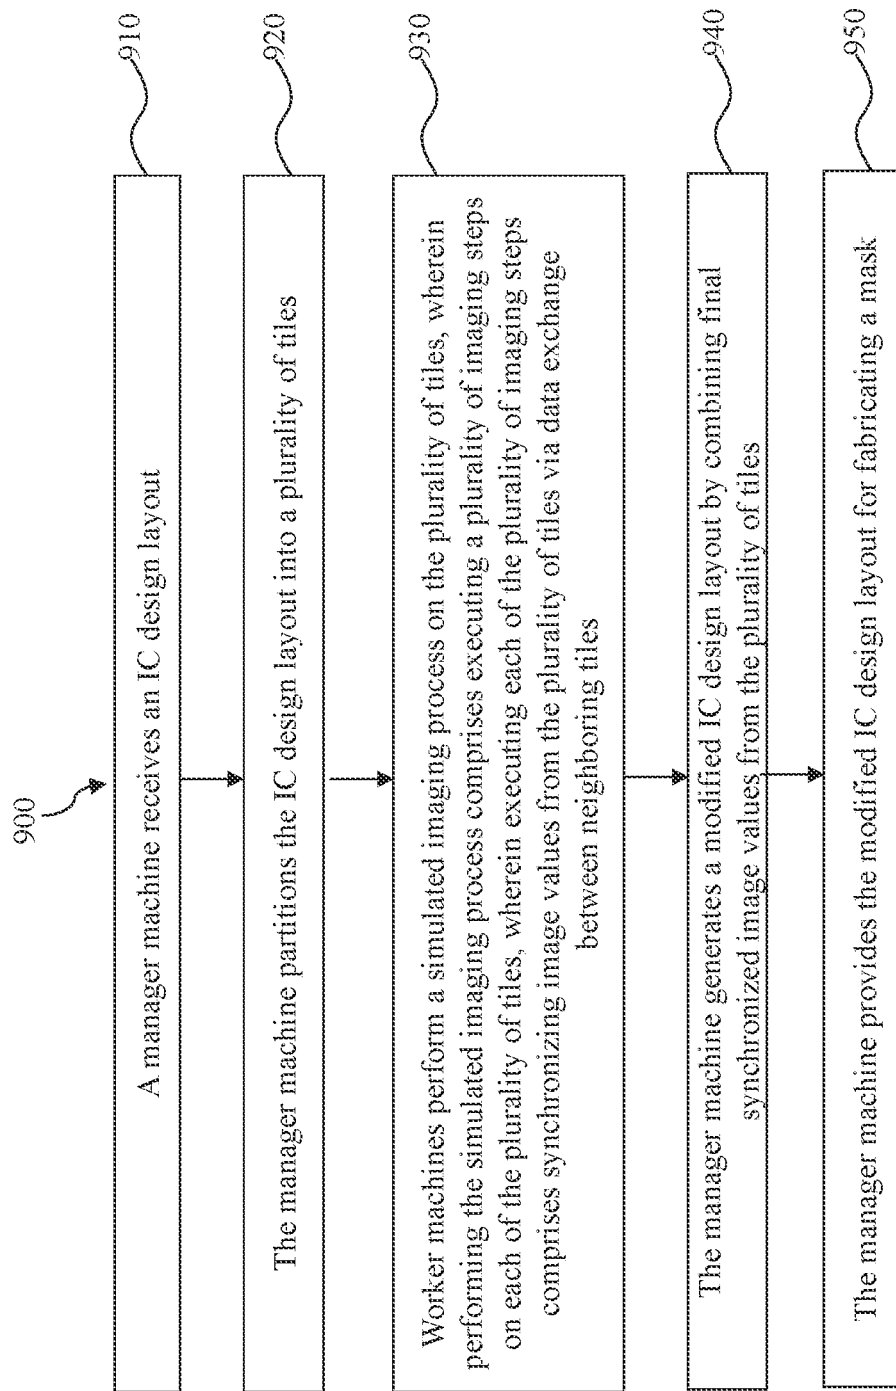 900
A manager machine receives an IC design layout
910
The manager machine partitions the IC design layout into a plurality of tiles
920
Worker machines perform a simulated imaging process on the plurality of tiles, wherein
performing the simulated imaging process comprises executing a plurality of imaging steps
on each of the plurality of tiles, wherein executing each of the plurality of imaging steps
comprises synchronizing image values from the plurality of tiles via data exchange
between neighboring tiles
930
The manager machine generates a modified IC design layout by combining final
synchronized image values from the plurality of tiles
940
The manager machine provides the modified IC design layout for fabricating a mask
950